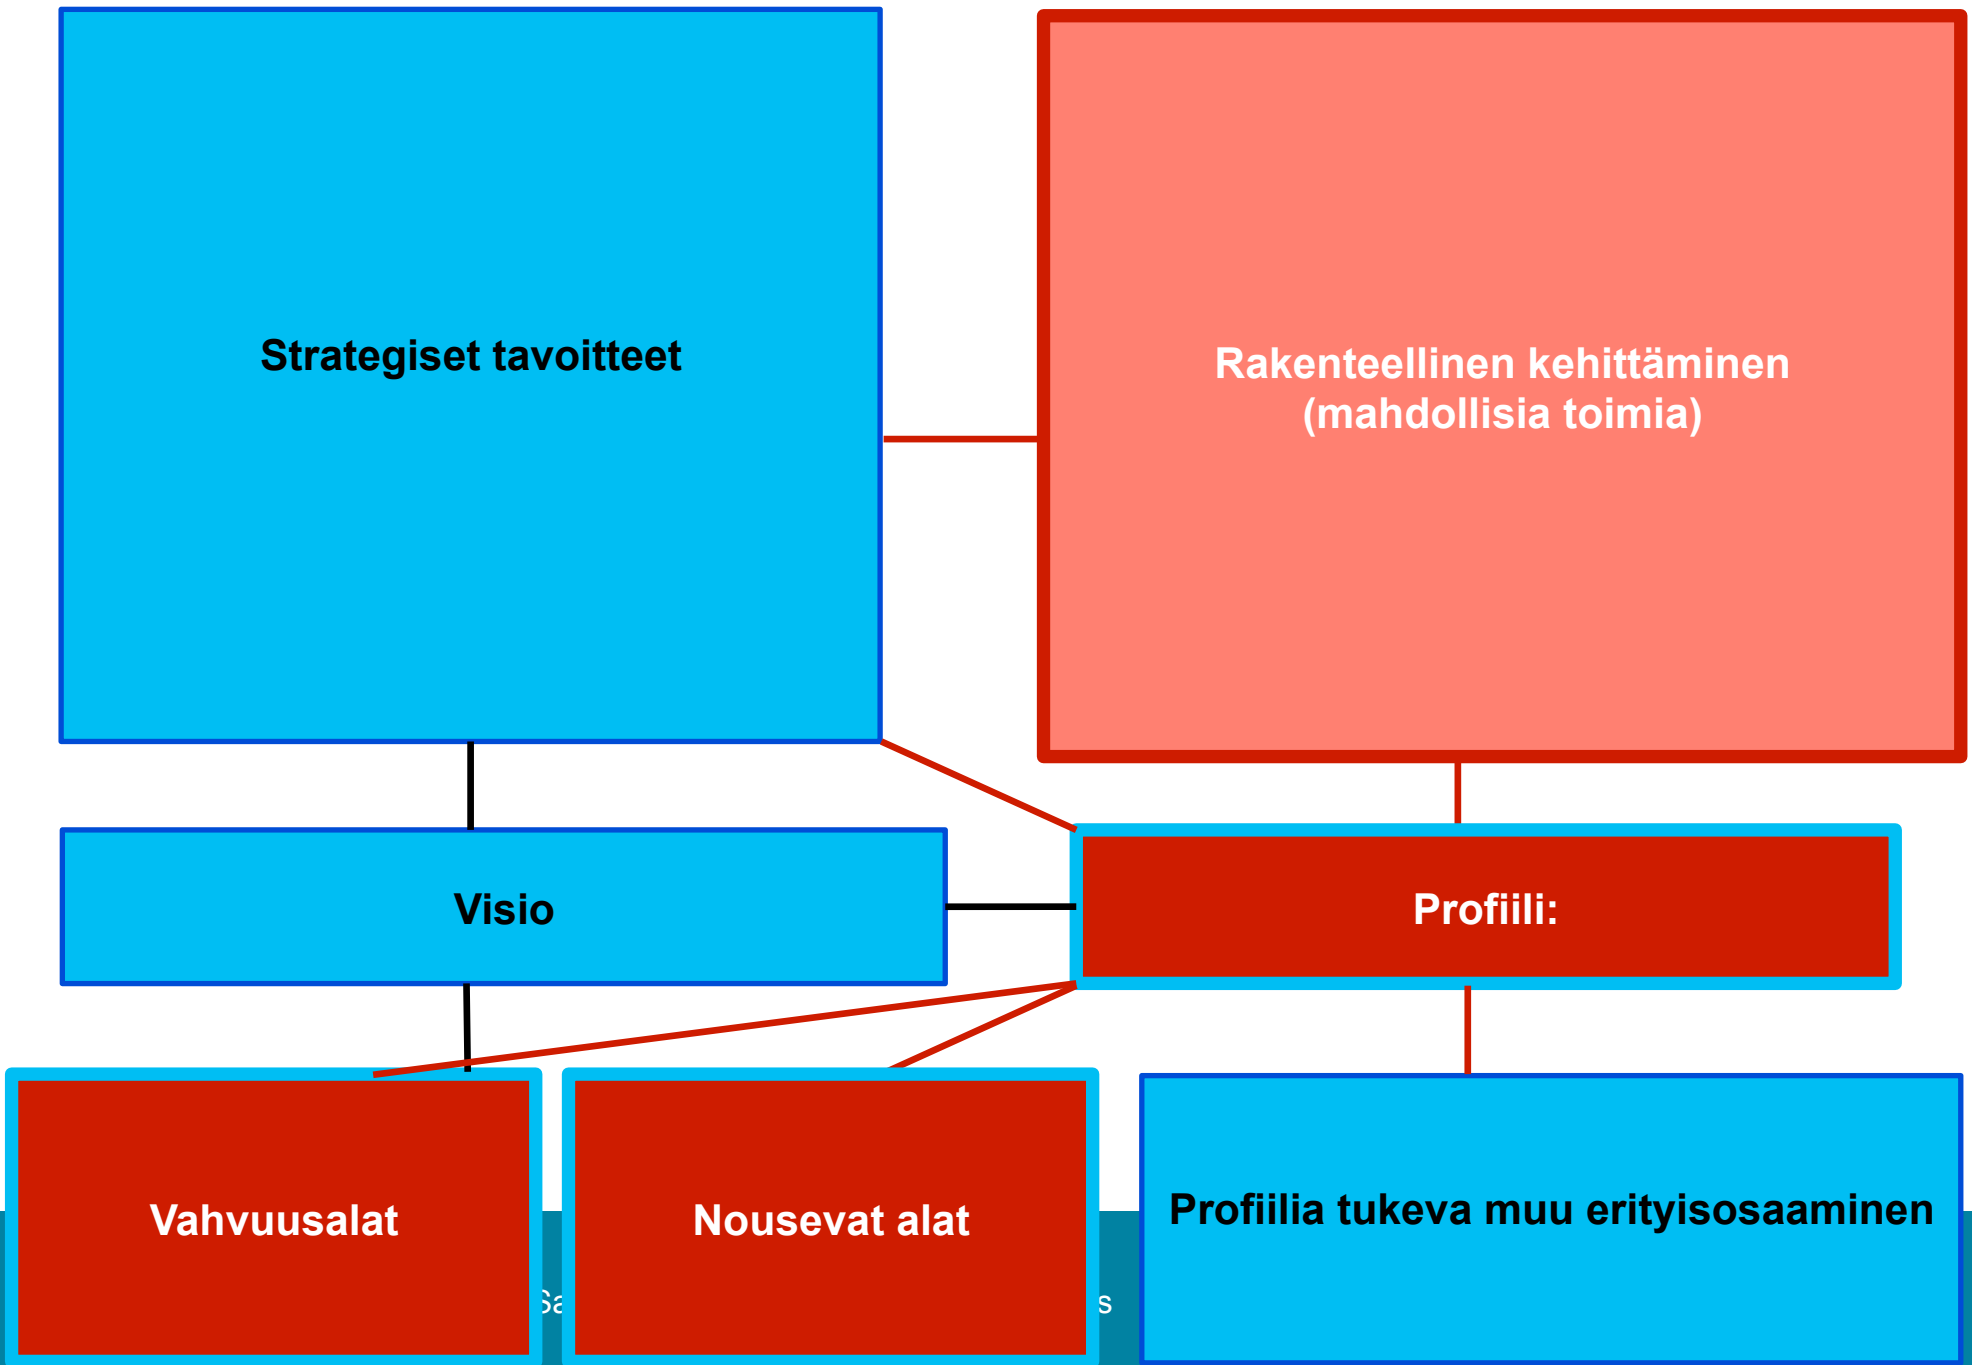 Strategiset tavoitteet
Rakenteellinen kehittäminen
(mahdollisia toimia)
Visio
Profiili:
Vahvuusalat
Nousevat alat
Profiilia tukeva muu erityisosaaminen